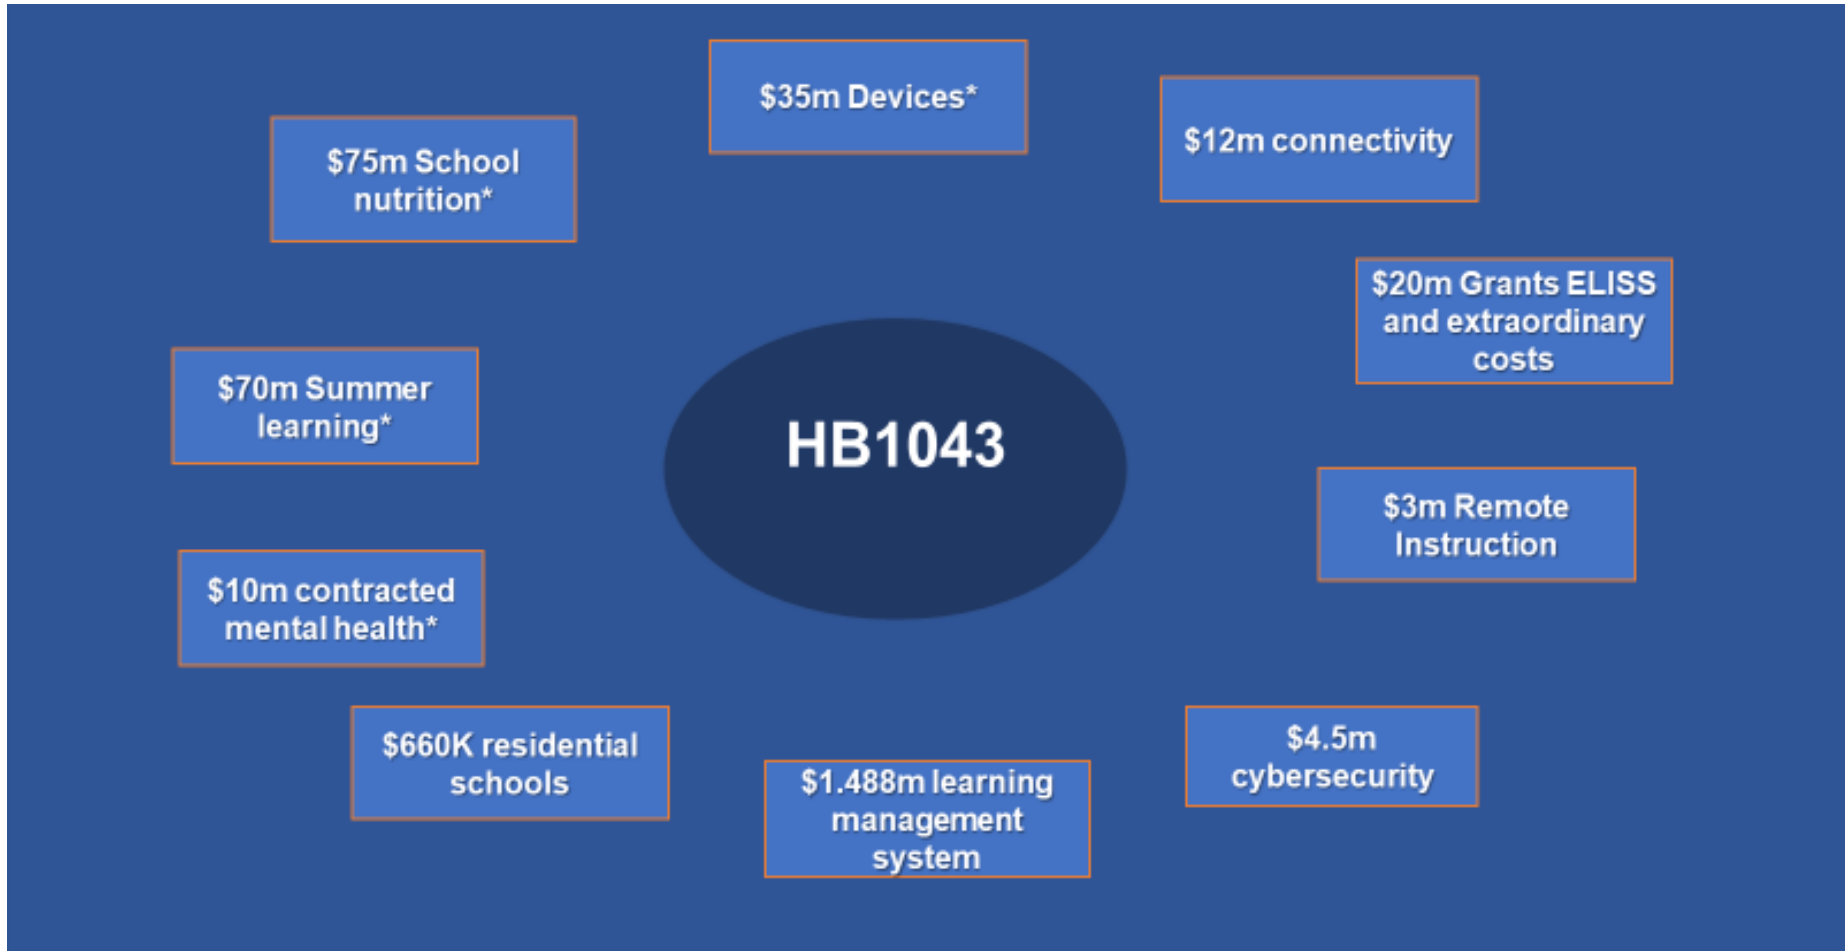 $35m Devices*
$12m connectivity
$75m School
nutrition*
$20m Grants ELISS
and extraordinary
costs
$70m Summer
learning*
HB1043
$3m Remote
Instruction
$10m contracted
mental health*
$660K residential
schools
$1.488m learning
management
system
$4.5m
cybersecurity